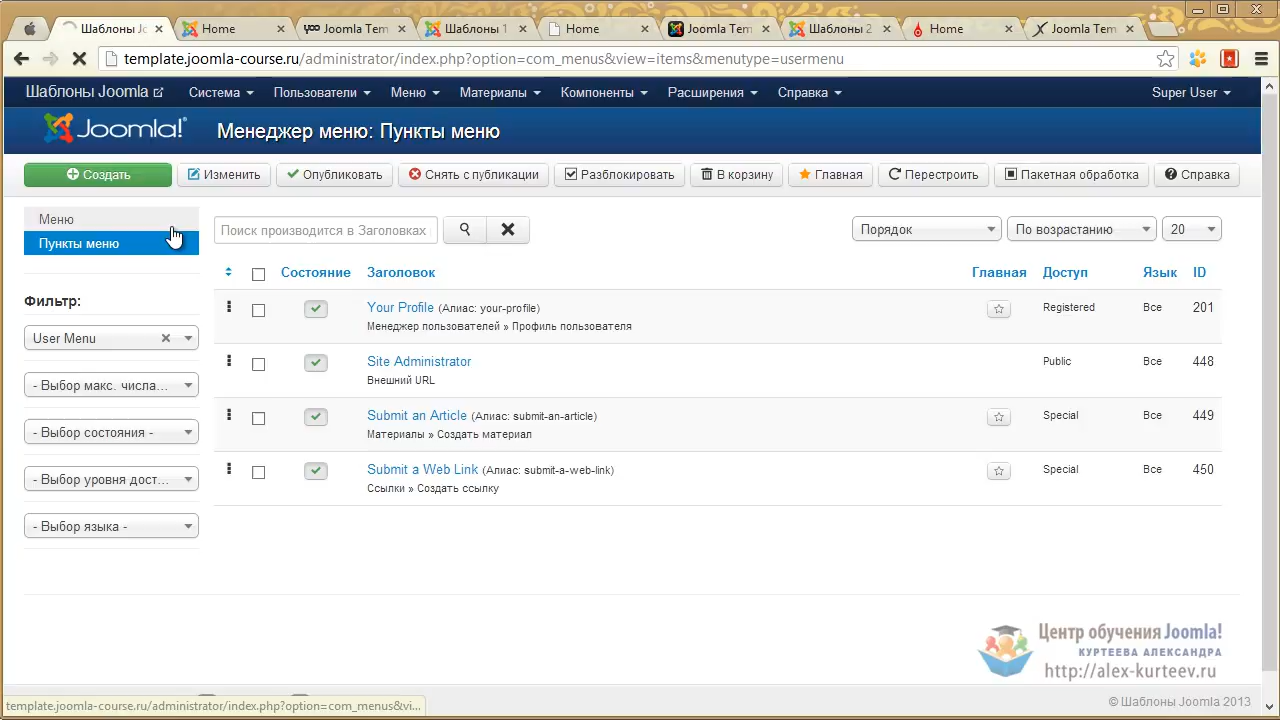 Шаблоны Jc
Home
Joomla Tem
Шаблоны 1
Home
Joomla Tem
Шаблоны 2
Home
Joomla Tem
template.joomla-course.ru/administrator/index.php?option=com_menus&view=items&menutype=usermenu
Шаблоны Joomla
Система
Пользователи
Меню
Материалы
Компоненты
Расширения
Справка
Super User
Joomla!
Менеджер меню: Пункты меню
Создать
Изменить
Опубликовать
Снять с публикации
Разблокировать
В корзину
Главная
Перестроить
Пакетная обработка
Справка
Меню
Пункты меню
Фильтр:
User Menu
- Выбор макс. числа...
- Выбор состояния -
- Выбор уровня дост...
- Выбор языка -
Поиск производится в Заголовках
Порядок
По возрастанию
20
Состояние Заголовок Главная Доступ Язык ID
Your Profile (Алиас: your-profile) Registered Все 201
Менеджер пользователей » Профиль пользователя
Site Administrator Public Все 448
Внешний URL
Submit an Article (Алиас: submit-an-article) Special Все 449
Материалы » Создать материал
Submit a Web Link (Алиас: submit-a-web-link) Special Все 450
Ссылки » Создать ссылку
Центр обучения Joomla!
КУРТЕЕВА АЛЕКСАНДРА
http://alex-kurteev.ru
template.joomla-course.ru/administrator/index.php?option=com_menus&vi...
© Шаблоны Joomla 2013